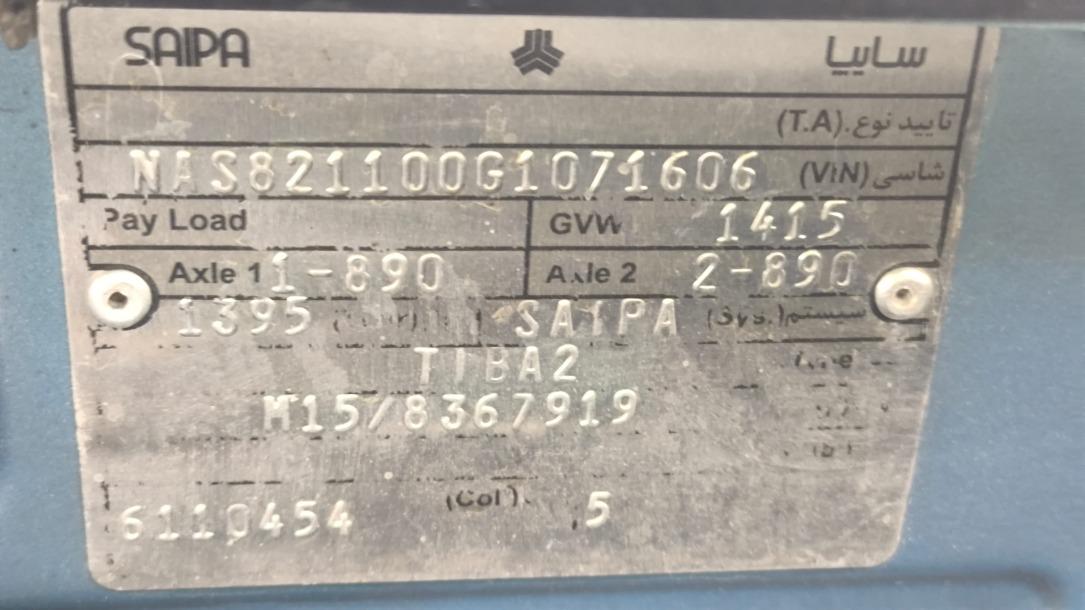 SAIPA سایپا
تایید نوع.(T.A)
NAS821100G1071606 شاسی(VIN)
Pay Load GVW 1415
Axle 1 1-890 Axle 2 2-890
1395 SAIPA سیستم(Sys.)
TIBA2 Type
M15/8367919
(Col)
6110454 5